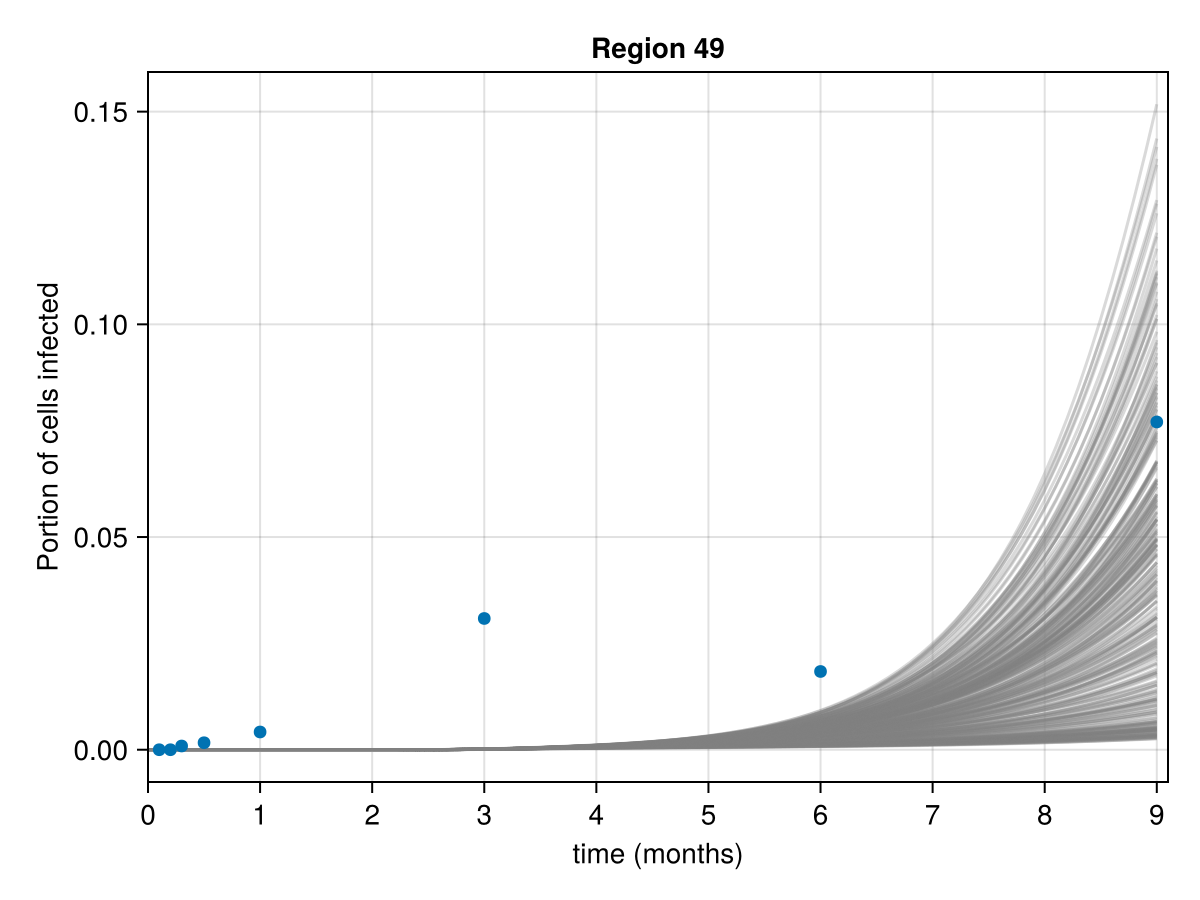 Region 49
Portion of cells infected
0.15
0.10
0.05
0.00
0 1 2 3 4 5 6 7 8 9
time (months)